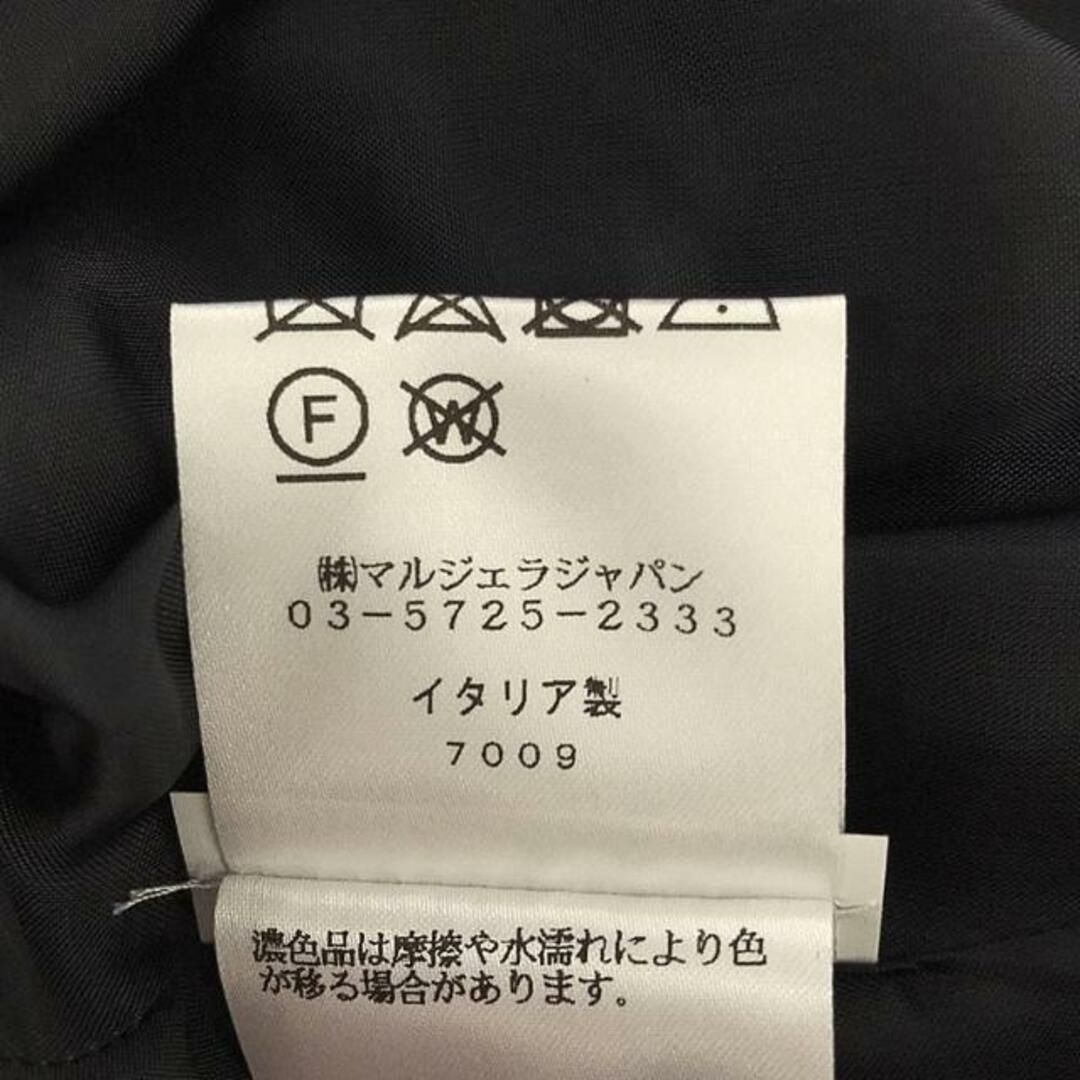 F W
㈱マルジェラジャパン
03-5725-2333
イタリア製
7009
濃色品は摩擦や水濡れにより色
が移る場合があります。